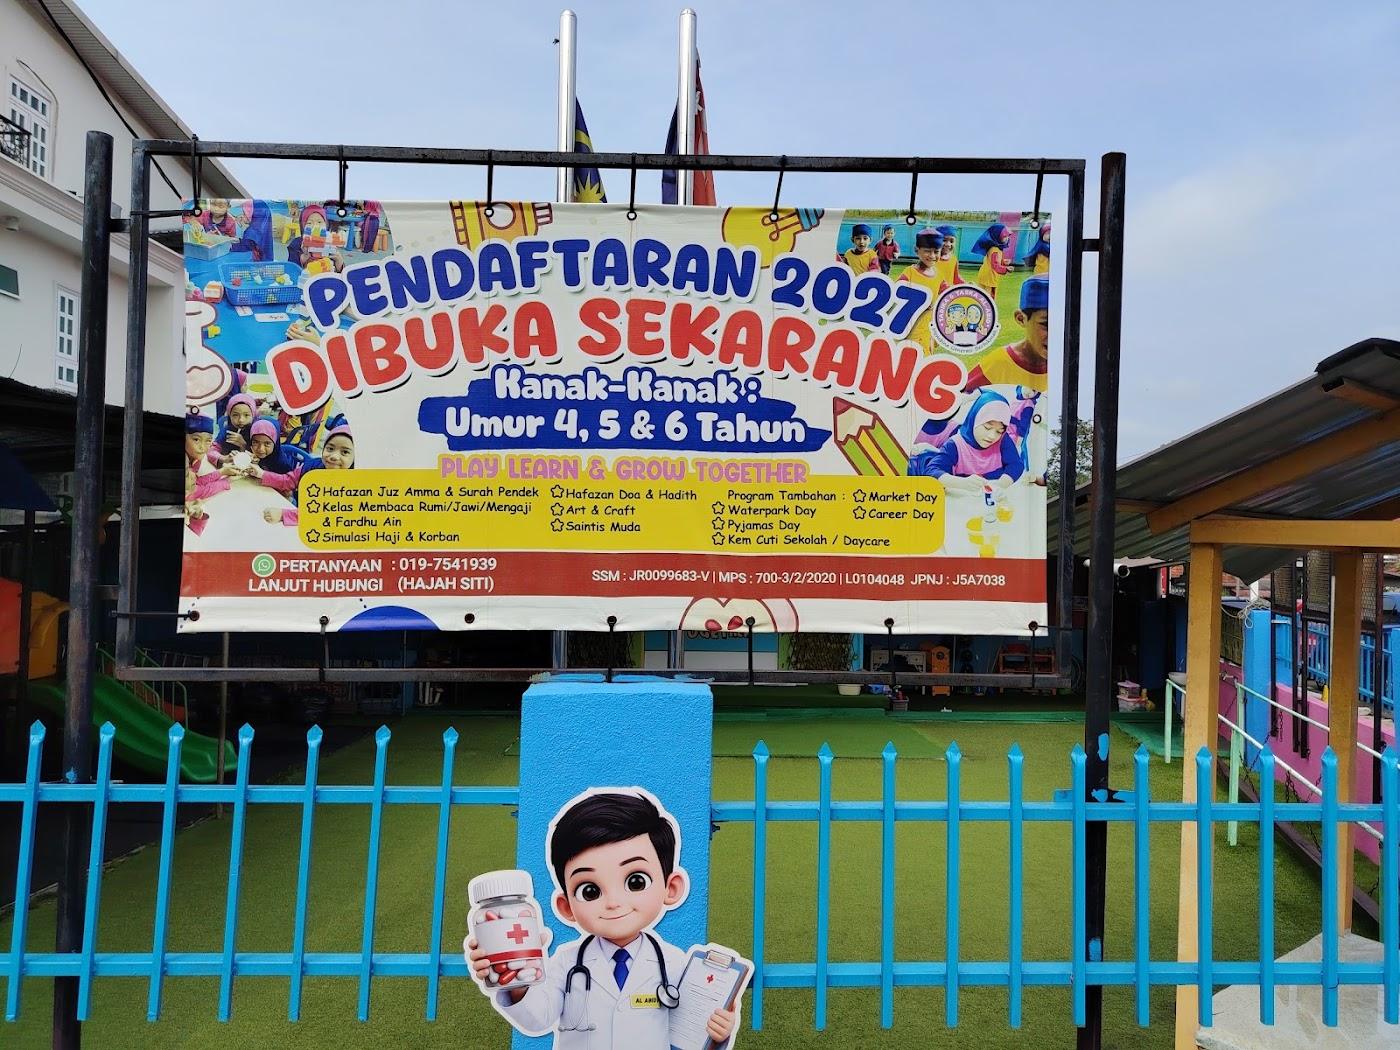 PENDAFTARAN 2027
DIBUKA SEKARANG
Kanak-Kanak :
Umur 4, 5 & 6 Tahun
PLAY LEARN & GROW TOGETHER
Hafazan Juz Amma & Surah Pendek
Kelas Membaca Rumi/Jawi/Mengaji
& Fardhu Ain
Simulasi Haji & Korban
Hafazan Doa & Hadith
Art & Craft
Saintis Muda
Program Tambahan :
Waterpark Day
Pyjamas Day
Kem Cuti Sekolah / Daycare
Market Day
Career Day
PERTANYAAN : 019-7541939
LANJUT HUBUNGI (HAJAH SITI)
SSM : JR0099683-V | MPS : 700-3/2/2020 | L0104048 JPNJ : J5A7038
AL ABID